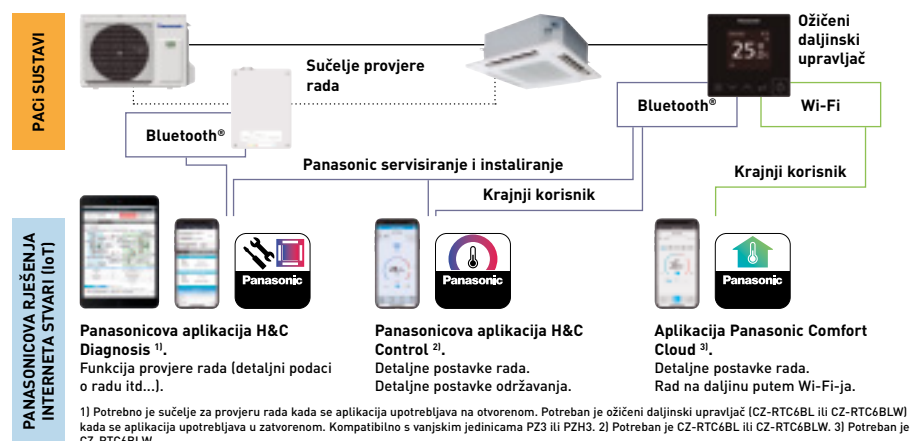 PACi SUSTAVI
Panasonic
Sučelje provjere
rada
Ožičeni
daljinski
upravljač
Bluetooth®
Bluetooth®
Wi-Fi
Panasonic servisiranje i instaliranje
Krajnji korisnik
Krajnji korisnik
PANASONICOVA RJEŠENJA
INTERNETA STVARI (IoT)
Panasonic
Panasonic
Panasonic
Panasonicova aplikacija H&C
Diagnosis 1).
Funkcija provjere rada (detaljni podaci
o radu itd...).
Panasonicova aplikacija H&C
Control 2).
Detaljne postavke rada.
Detaljne postavke održavanja.
Aplikacija Panasonic Comfort
Cloud 3).
Detaljne postavke rada.
Rad na daljinu putem Wi-Fi-ja.
1) Potrebno je sučelje za provjeru rada kada se aplikacija upotrebljava na otvorenom. Potreban je ožičeni daljinski upravljač (CZ-RTC6BL ili CZ-RTC6BLW)
kada se aplikacija upotrebljava u zatvorenom. Kompatibilno s vanjskim jedinicama PZ3 ili PZH3. 2) Potreban je CZ-RTC6BL ili CZ-RTC6BLW. 3) Potreban je
CZ-RTC6BLW